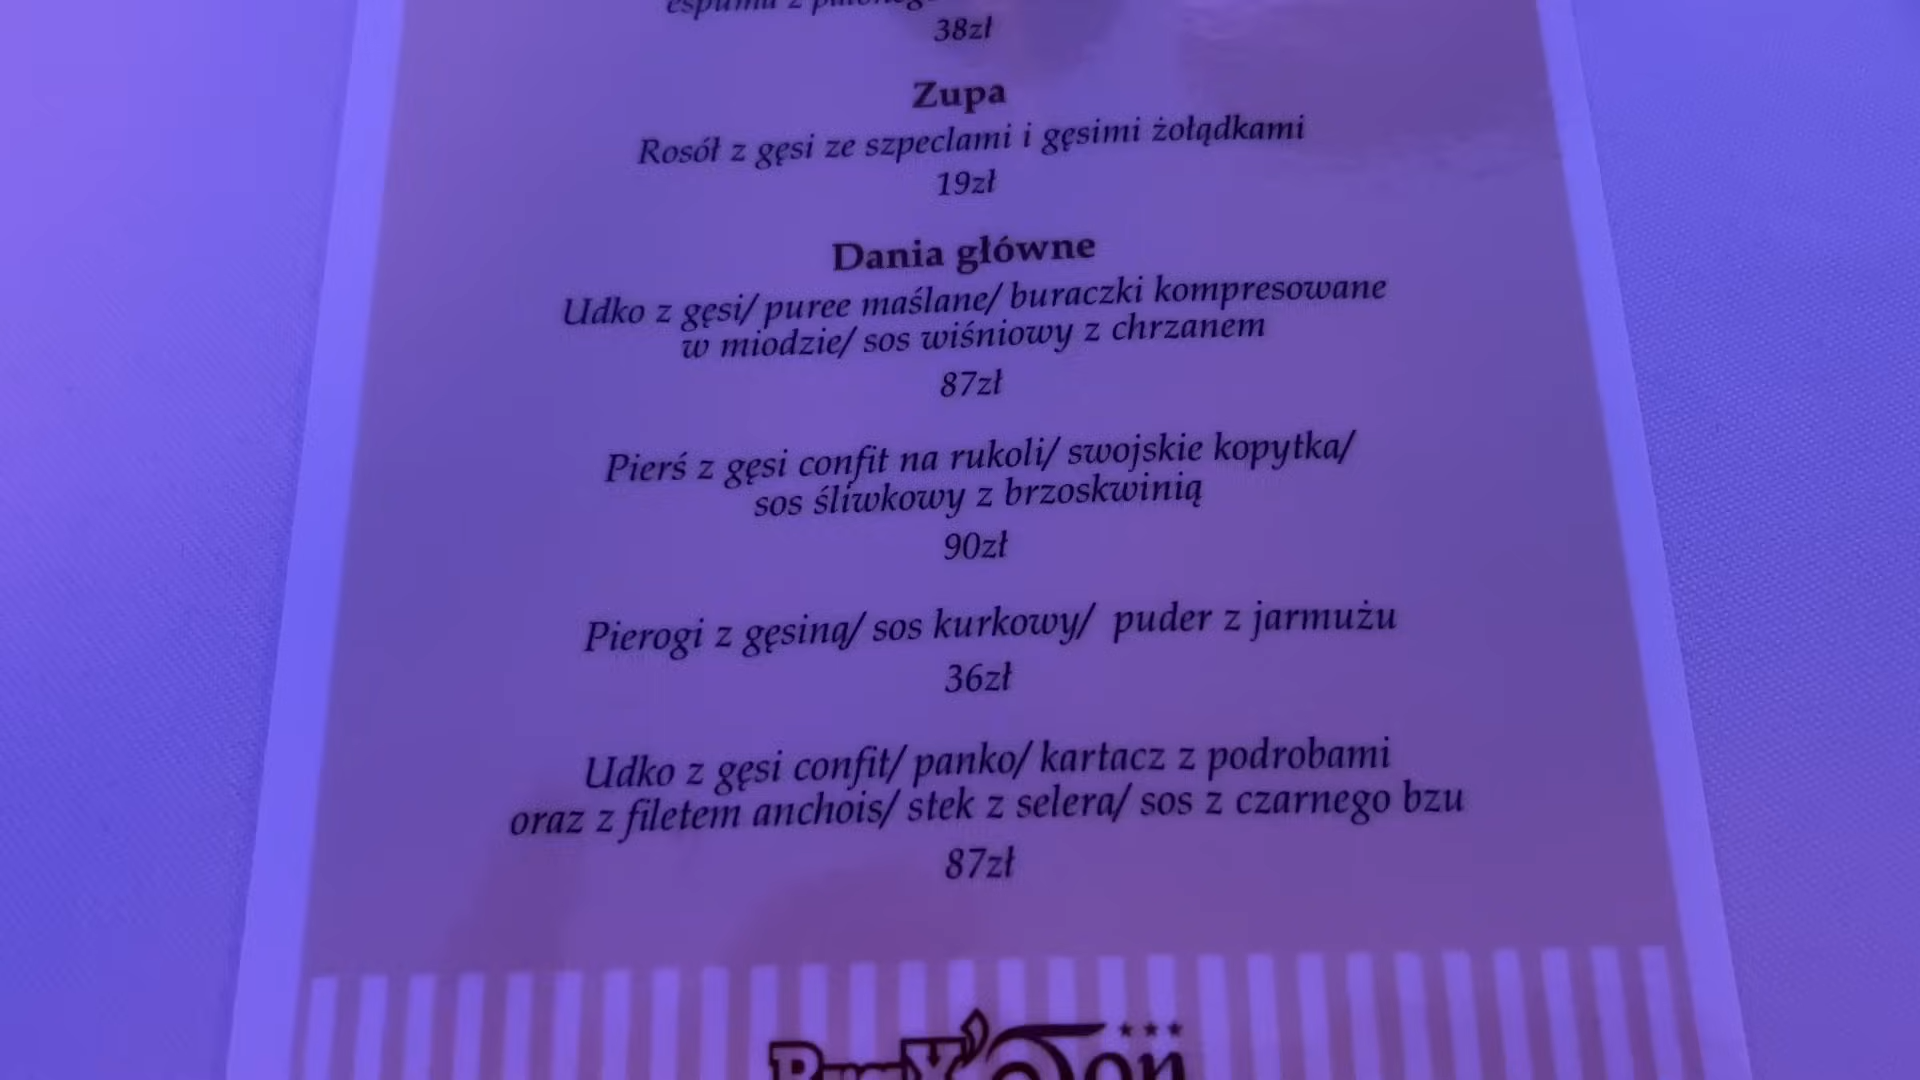 espuma z
38zł
Zupa
Rosół z gęsi ze szpeclami i gęsimi żołądkami
19zł
Dania główne
Udko z gęsi/ puree maślane/ buraczki kompresowane
w miodzie/ sos wiśniowy z chrzanem
87zł
Pierś z gęsi confit na rukoli/ swojskie kopytka/
sos śliwkowy z brzoskwinią
90zł
Pierogi z gęsiną/ sos kurkowy/ puder z jarmużu
36zł
Udko z gęsi confit/ panko/ kartacz z podrobami
oraz z filetem anchois/ stek z selera/ sos z czarnego bzu
87zł